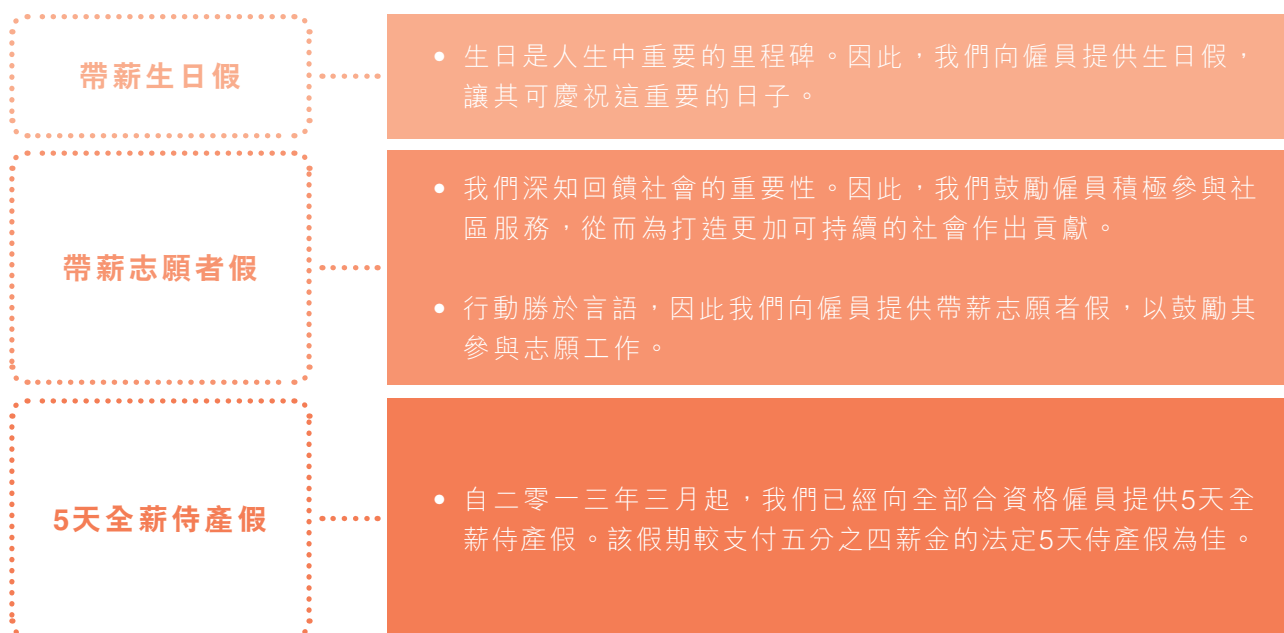 帶薪生日假
• 生日是人生中重要的里程碑。因此，我們向僱員提供生日假，
讓其可慶祝這重要的日子。
帶薪志願者假
• 我們深知回饋社會的重要性。因此，我們鼓勵僱員積極參與社
區服務，從而為打造更加可持續的社會作出貢獻。
• 行動勝於言語，因此我們向僱員提供帶薪志願者假，以鼓勵其
參與志願工作。
5天全薪侍產假
• 自二零一三年三月起，我們已經向全部合資格僱員提供5天全
薪侍產假。該假期較支付五分之四薪金的法定5天侍產假為佳。